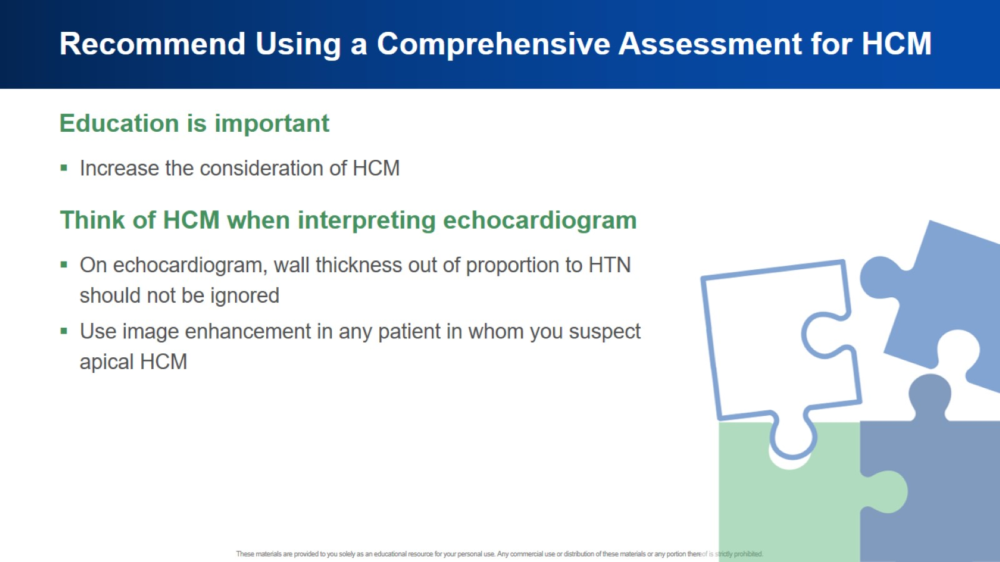 Recommend Using a Comprehensive Assessment for HCM
Education is important
▪ Increase the consideration of HCM
Think of HCM when interpreting echocardiogram
▪ On echocardiogram, wall thickness out of proportion to HTN
should not be ignored
▪ Use image enhancement in any patient in whom you suspect
apical HCM
These materials are provided to you solely as an educational resource for your personal use. Any commercial use or distribution of these materials or any portion thereof is strictly prohibited.